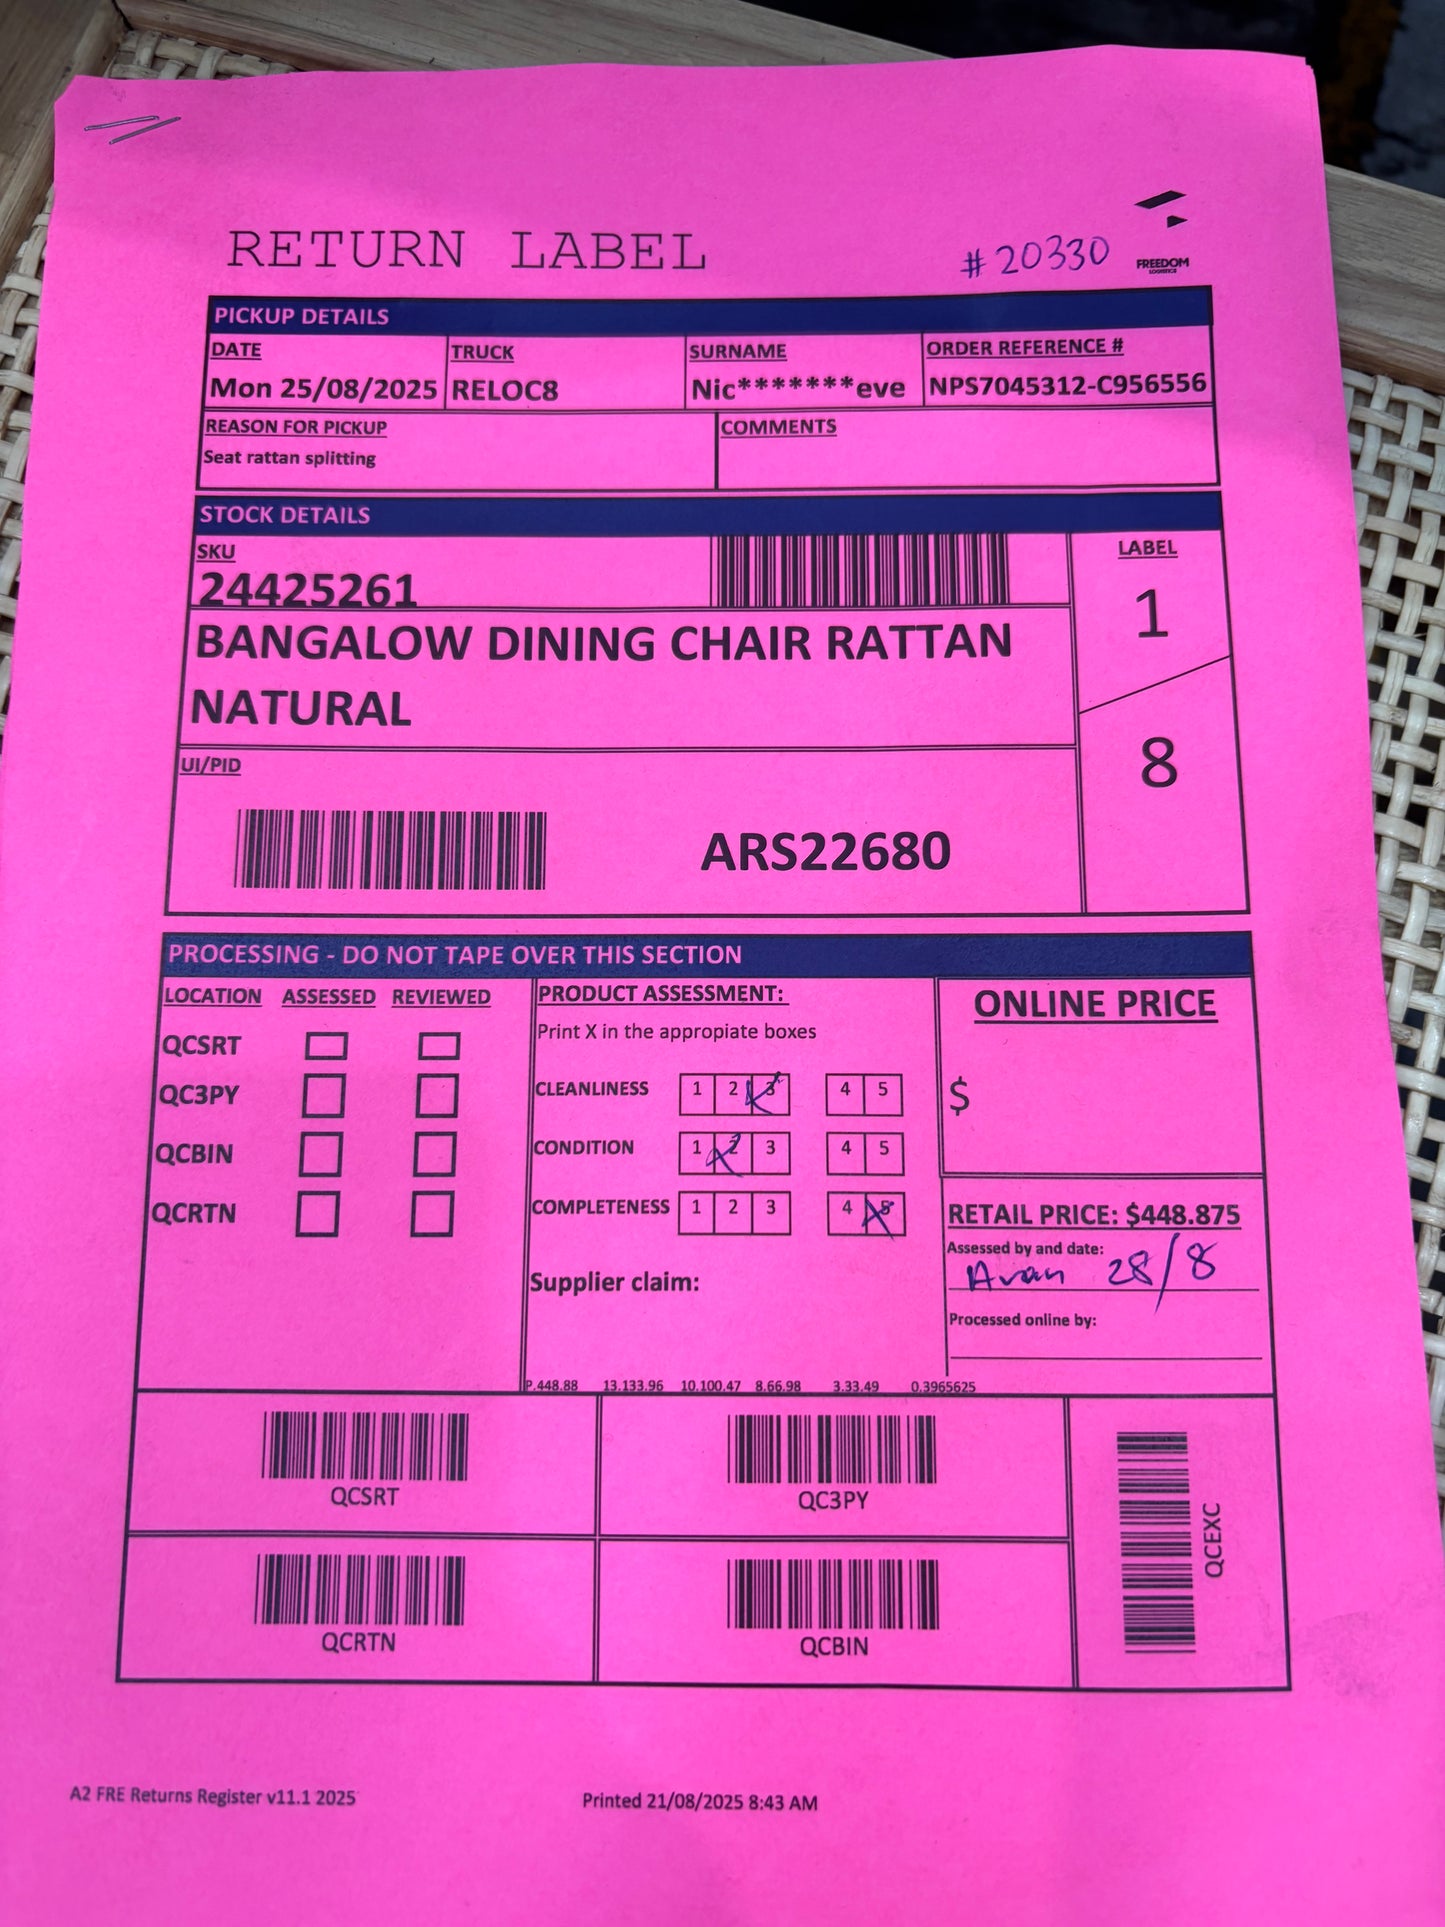 RETURN LABEL
#20330
FREEDOM
LOGISTICS
PICKUP DETAILS
DATE TRUCK SURNAME ORDER REFERENCE #
Mon 25/08/2025 RELOC8 Nic*******eve NPS7045312-C956556
REASON FOR PICKUP COMMENTS
Seat rattan splitting
STOCK DETAILS
SKU LABEL
24425261 1
BANGALOW DINING CHAIR RATTAN
NATURAL
8
UI/PID
ARS22680
PROCESSING - DO NOT TAPE OVER THIS SECTION
LOCATION ASSESSED REVIEWED
QCSRT
QC3PY
QCBIN
QCRTN
PRODUCT ASSESSMENT:
Print X in the appropiate boxes
CLEANLINESS 1 2 3 4 5
CONDITION 1 2 3 4 5
COMPLETENESS 1 2 3 4 5
Supplier claim:
P.448.88 13.133.96 10.100.47 8.66.98 3.33.49 0.3965625
ONLINE PRICE
$
RETAIL PRICE: $448.875
Assessed by and date:
28/8
Processed online by:
QCSRT QC3PY
QCEXC
QCRTN QCBIN
A2 FRE Returns Register v11.1 2025 Printed 21/08/2025 8:43 AM